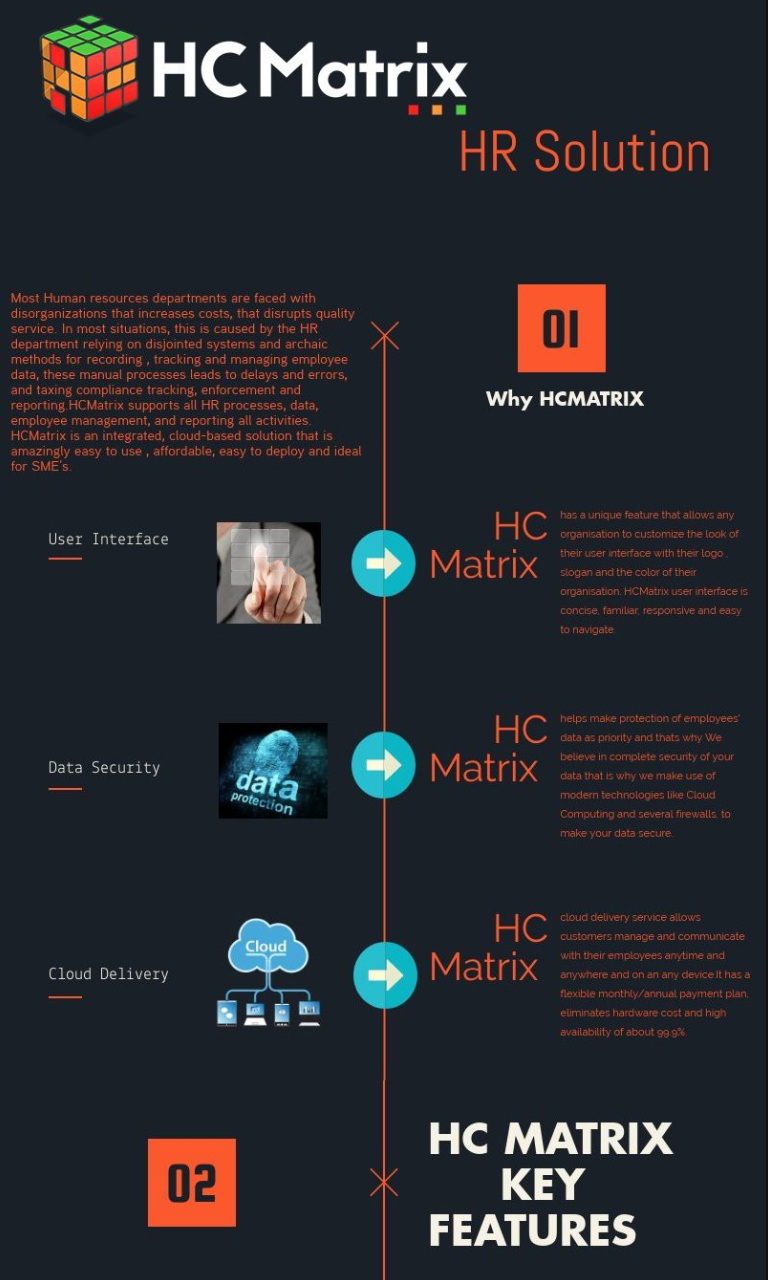 HC Matrix
HR Solution
Most Human resources departments are faced with
disorganizations that increases costs, that disrupts quality
service. In most situations, this is caused by the HR
department relying on disjointed systems and archaic
methods for recording , tracking and managing employee
data, these manual processes leads to delays and errors,
and taxing compliance tracking, enforcement and
reporting.HCMatrix supports all HR processes, data,
employee management, and reporting all activities.
HCMatrix is an integrated, cloud-based solution that is
amazingly easy to use , affordable, easy to deploy and ideal
for SME's.
01
Why HCMATRIX
User Interface
HC
Matrix
has a unique feature that allows any
organisation to customize the look of
their user interface with their logo ,
slogan and the color of their
organisation. HCMatrix user interface is
concise, familiar, responsive and easy
to navigate
Data Security
data
protection
HC
Matrix
helps make protection of employees'
data as priority and thats why We
believe in complete security of your
data that is why we make use of
modern technologies like Cloud
Computing and several firewalls, to
make your data secure.
Cloud Delivery
Cloud
HC
Matrix
cloud delivery service allows
customers manage and communicate
with their employees anytime and
anywhere and on an any device.It has a
flexible monthly/annual payment plan,
eliminates hardware cost and high
availability of about 99.9%.
02
HC MATRIX
KEY
FEATURES